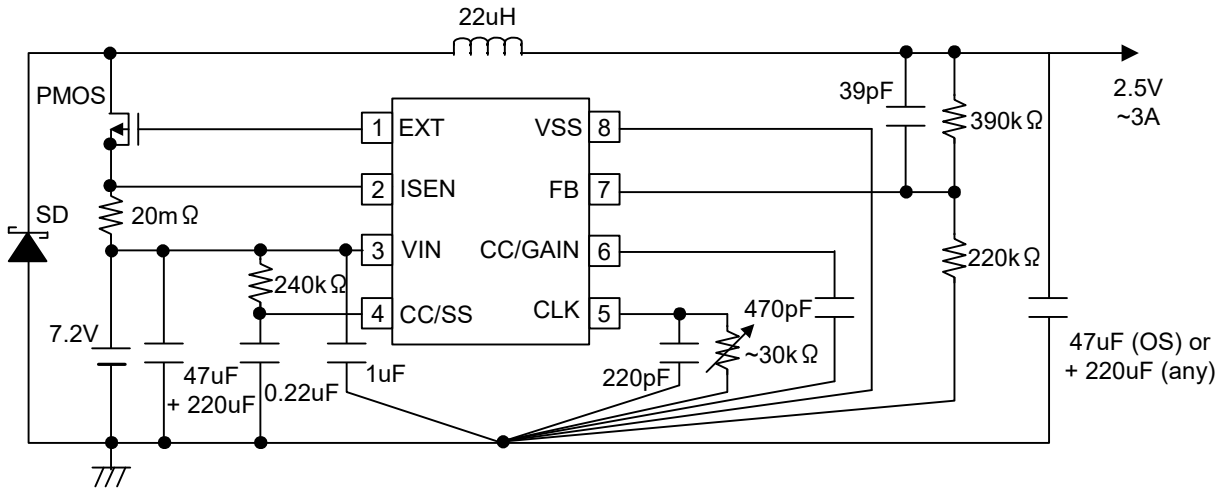 22uH
PMOS
39pF
2.5V
~3A
1 EXT
VSS 8
390kΩ
2 ISEN
FB 7
SD
20mΩ
3 VIN
CC/GAIN 6
220kΩ
240kΩ
4 CC/SS
CLK 5
470pF
7.2V
47uF
+ 220uF
0.22uF
1uF
220pF
~30kΩ
47uF (OS) or
+ 220uF (any)